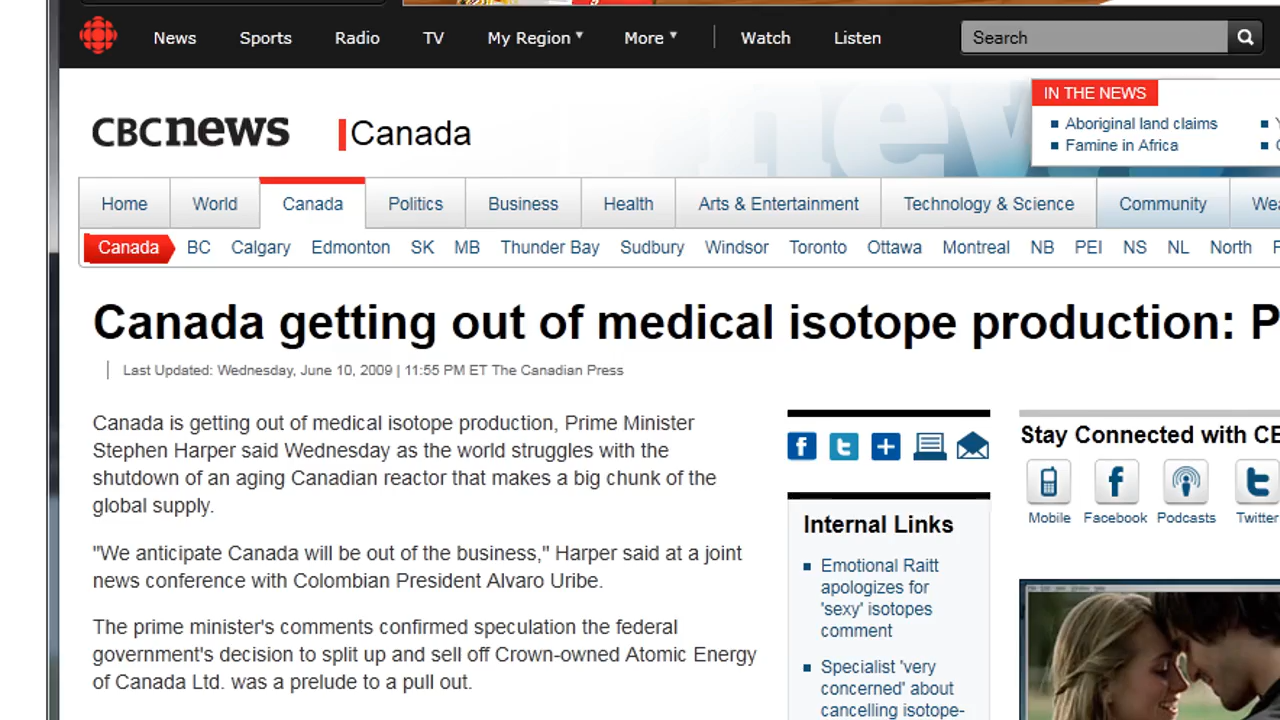 News Sports Radio TV My Region More Watch Listen Search
CBCnews Canada
IN THE NEWS
Aboriginal land claims
Famine in Africa
Home World Canada Politics Business Health Arts & Entertainment Technology & Science Community
Canada BC Calgary Edmonton SK MB Thunder Bay Sudbury Windsor Toronto Ottawa Montreal NB PEI NS NL North
Canada getting out of medical isotope production: P
Last Updated: Wednesday, June 10, 2009 | 11:55 PM ET The Canadian Press
Canada is getting out of medical isotope production, Prime Minister
Stephen Harper said Wednesday as the world struggles with the
shutdown of an aging Canadian reactor that makes a big chunk of the
global supply.
"We anticipate Canada will be out of the business," Harper said at a joint
news conference with Colombian President Alvaro Uribe.
The prime minister's comments confirmed speculation the federal
government's decision to split up and sell off Crown-owned Atomic Energy
of Canada Ltd. was a prelude to a pull out.
Internal Links
Emotional Raitt
apologizes for
'sexy' isotopes
comment
Specialist 'very
concerned' about
cancelling isotope-
Stay Connected with
Mobile Facebook Podcasts Twitter